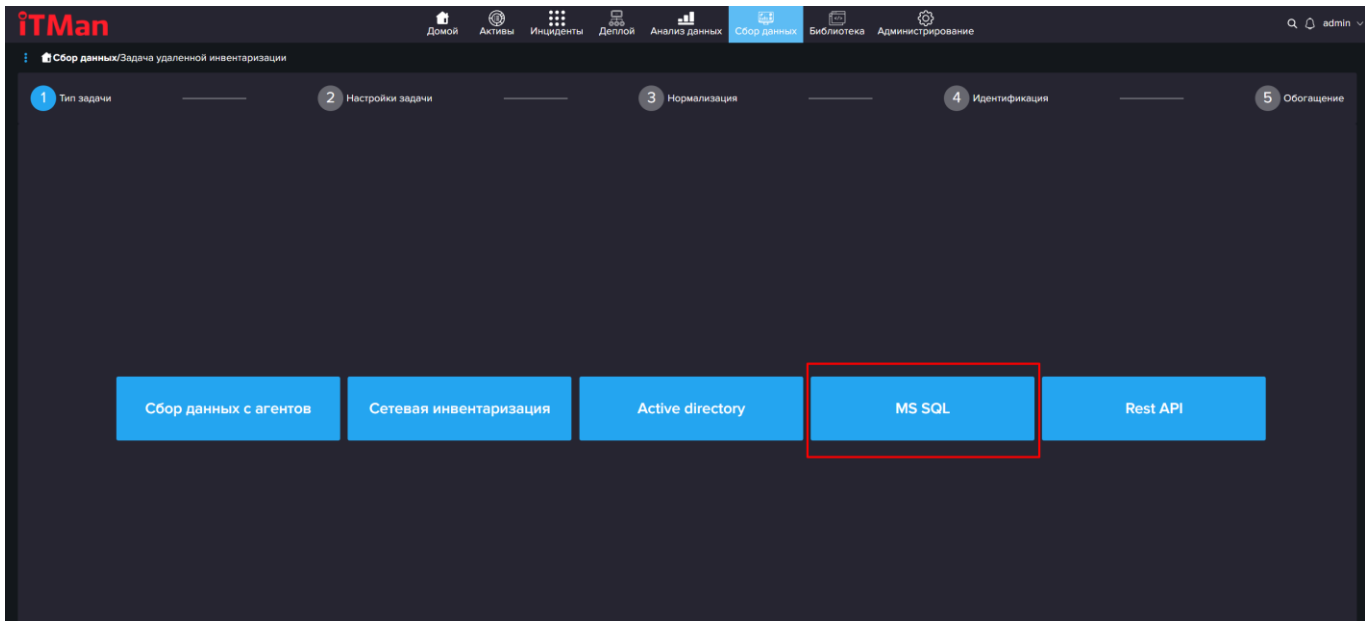 iTMan
Домой Активы Инциденты Деплой Анализ данных Сбор данных Библиотека Администрирование admin
Сбор данных/Задача удаленной инвентаризации
1 Тип задачи 2 Настройки задачи 3 Нормализация 4 Идентификация 5 Обогащение
Сбор данных с агентов Сетевая инвентаризация Active directory MS SQL Rest API